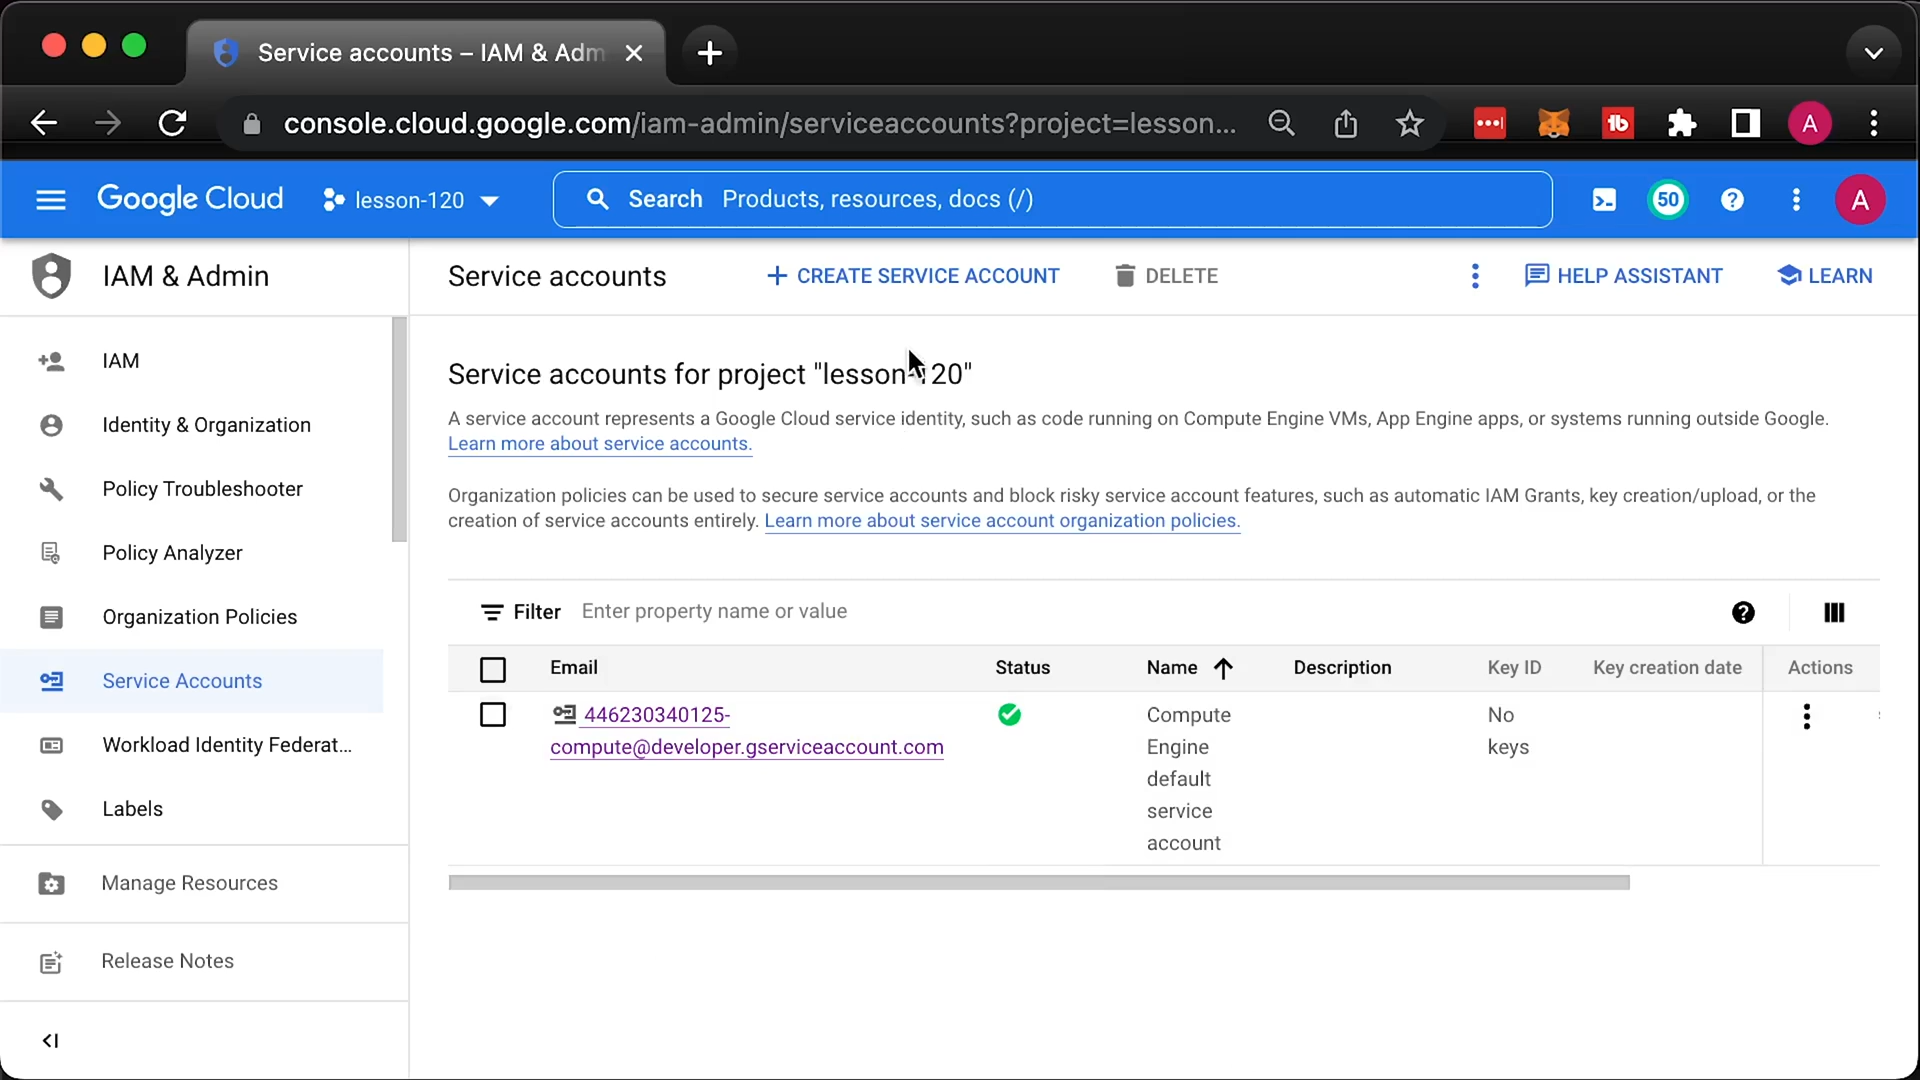 Service accounts – IAM & Adm
console.cloud.google.com/iam-admin/serviceaccounts?project=lesson...
A
Google Cloud
lesson-120
Search Products, resources, docs (/)
50
A
IAM & Admin
Service accounts
CREATE SERVICE ACCOUNT
DELETE
HELP ASSISTANT
LEARN
IAM
Identity & Organization
Policy Troubleshooter
Policy Analyzer
Organization Policies
Service Accounts
Workload Identity Federat...
Labels
Manage Resources
Release Notes
Service accounts for project "lesson-120"
A service account represents a Google Cloud service identity, such as code running on Compute Engine VMs, App Engine apps, or systems running outside Google.
Learn more about service accounts.
Organization policies can be used to secure service accounts and block risky service account features, such as automatic IAM Grants, key creation/upload, or the
creation of service accounts entirely. Learn more about service account organization policies.
Filter Enter property name or value
Email Status Name Description Key ID Key creation date Actions
446230340125-
compute@developer.gserviceaccount.com
Compute
Engine
default
service
account
No
keys